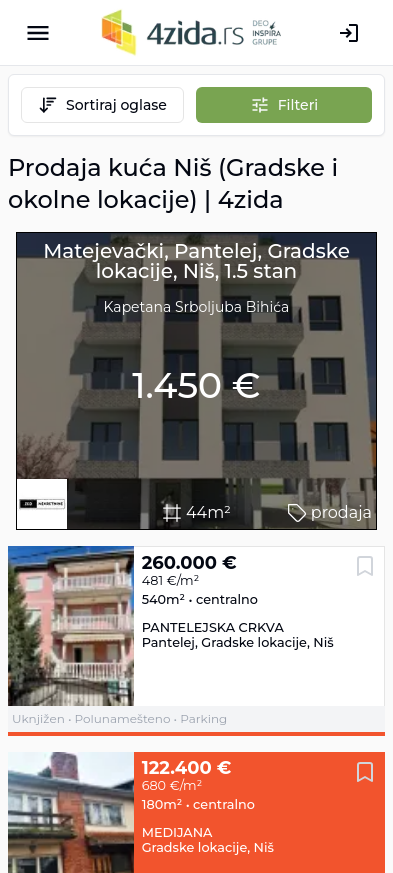 4zida.rs
DEO
INSPIRA
GRUPE
Sortiraj oglase
Filteri
Prodaja kuća Niš (Gradske i
okolne lokacije) | 4zida
Matejevački, Pantelej, Gradske
lokacije, Niš, 1.5 stan
Kapetana Srboljuba Bihića
1.450 €
NEKRETNINE
44m²
prodaja
260.000 €
481 €/m²
540m² • centralno
PANTELEJSKA CRKVA
Pantelej, Gradske lokacije, Niš
Uknjižen • Polunamešteno • Parking
122.400 €
680 €/m²
180m² • centralno
MEDIJANA
Gradske lokacije, Niš